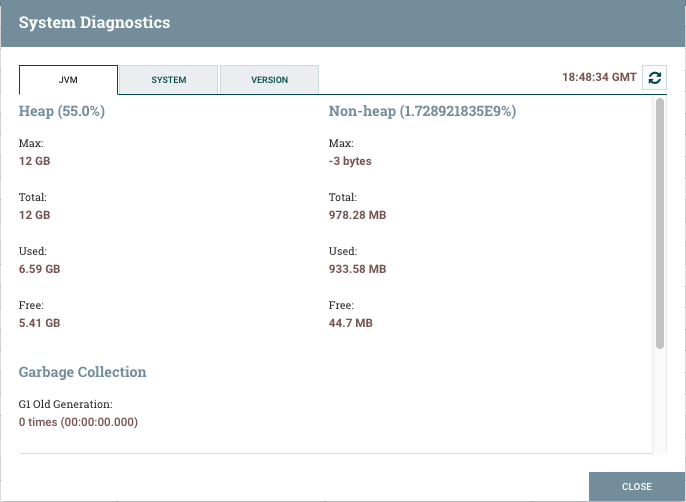 System Diagnostics
JVM
SYSTEM
VERSION
18:48:34 GMT
Heap (55.0%)
Max:
12 GB
Total:
12 GB
Used:
6.59 GB
Free:
5.41 GB
Non-heap (1.728921835E9%)
Max:
-3 bytes
Total:
978.28 MB
Used:
933.58 MB
Free:
44.7 MB
Garbage Collection
G1 Old Generation:
0 times (00:00:00.000)
CLOSE